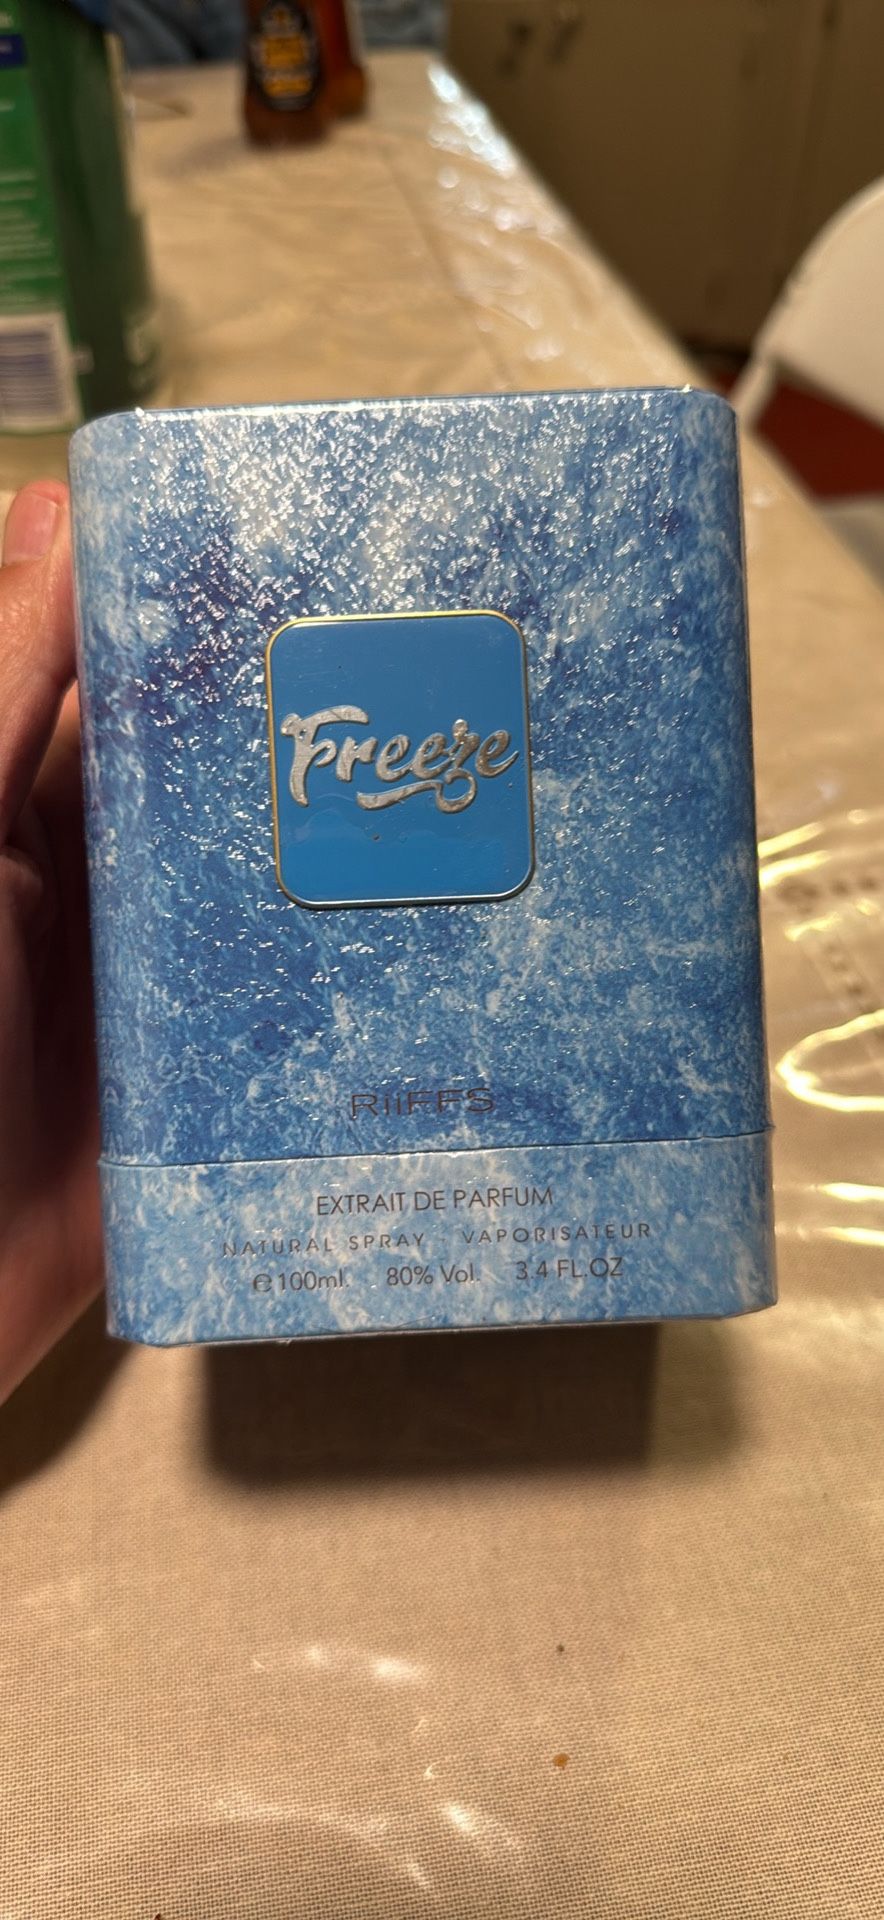 Freeze
RiiFFS
EXTRAIT DE PARFUM
NATURAL SPRAY - VAPORISATEUR
℮100ml. 80% Vol. 3.4 FL.OZ